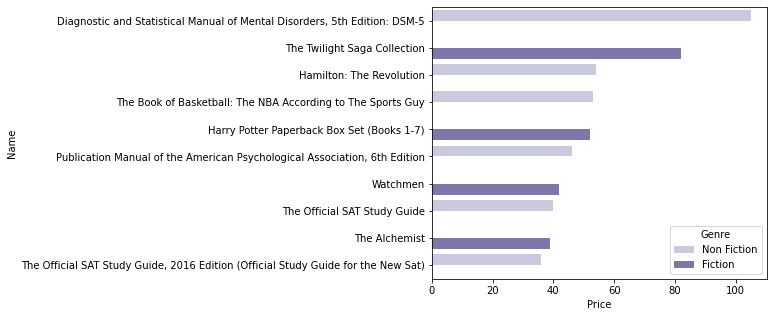 Diagnostic and Statistical Manual of Mental Disorders, 5th Edition: DSM-5
The Twilight Saga Collection
Hamilton: The Revolution
The Book of Basketball: The NBA According to The Sports Guy
Harry Potter Paperback Box Set (Books 1-7)
Publication Manual of the American Psychological Association, 6th Edition
Watchmen
The Official SAT Study Guide
The Alchemist
The Official SAT Study Guide, 2016 Edition (Official Study Guide for the New Sat)
Name
Genre
Non Fiction
Fiction
0 20 40 60 80 100
Price